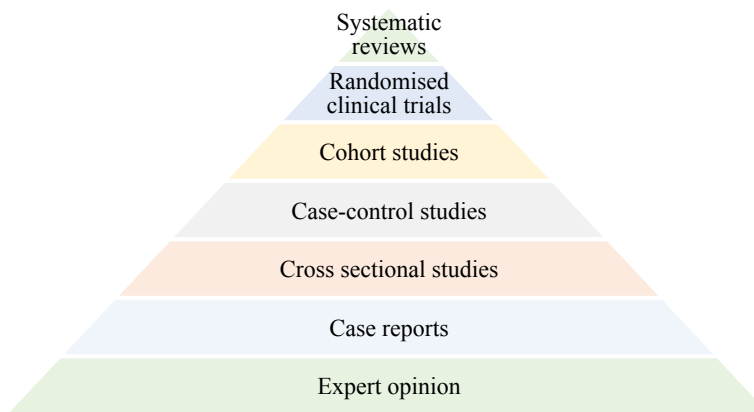 Systematic
reviews
Randomised
clinical trials
Cohort studies
Case-control studies
Cross sectional studies
Case reports
Expert opinion